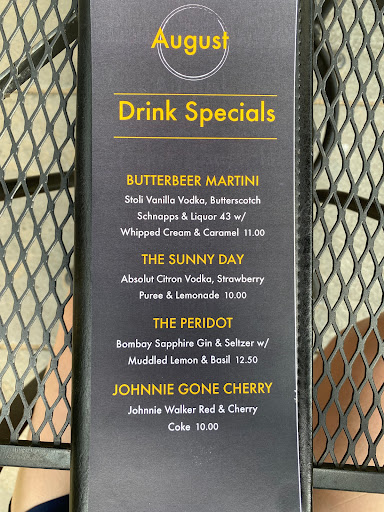 August
Drink Specials
BUTTERBEER MARTINI
Stoli Vanilla Vodka, Butterscotch
Schnapps & Liquor 43 w/
Whipped Cream & Caramel 11.00
THE SUNNY DAY
Absolut Citron Vodka, Strawberry
Puree & Lemonade 10.00
THE PERIDOT
Bombay Sapphire Gin & Seltzer w/
Muddled Lemon & Basil 12.50
JOHNNIE GONE CHERRY
Johnnie Walker Red & Cherry
Coke 10.00